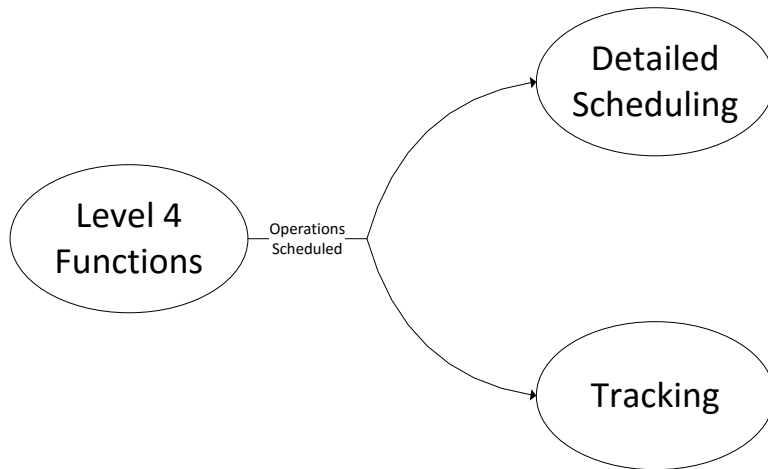 Detailed
Scheduling
Level 4
Functions
Operations
Scheduled
Tracking